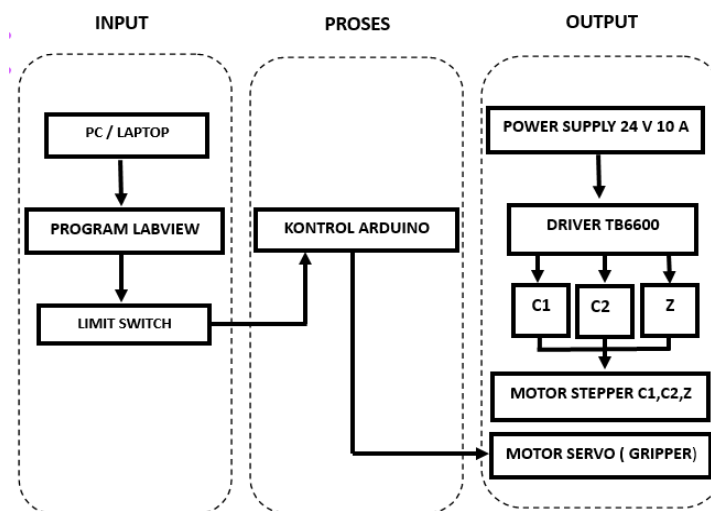 INPUT
PROSES
OUTPUT
PC / LAPTOP
PROGRAM LABVIEW
LIMIT SWITCH
KONTROL ARDUINO
POWER SUPPLY 24 V 10 A
DRIVER TB6600
C1
C2
Z
MOTOR STEPPER C1,C2,Z
MOTOR SERVO ( GRIPPER)